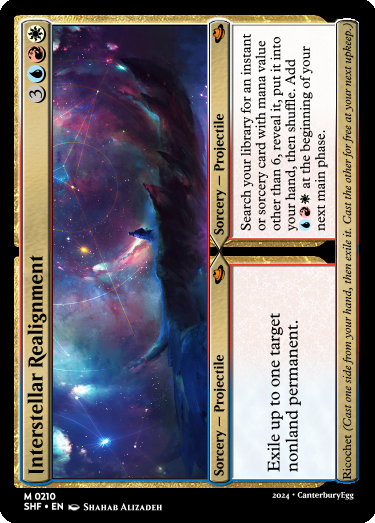 Interstellar Realignment
3
Sorcery — Projectile
Exile up to one target
nonland permanent.
Sorcery — Projectile
Search your library for an instant
or sorcery card with mana value
other than 6, reveal it, put it into
your hand, then shuffle. Add
at the beginning of your
next main phase.
Ricochet (Cast one side from your hand, then exile it. Cast the other for free at your next upkeep.)
M 0210
SHF • EN Shahab Alizadeh
2024 • CanterburyEgg